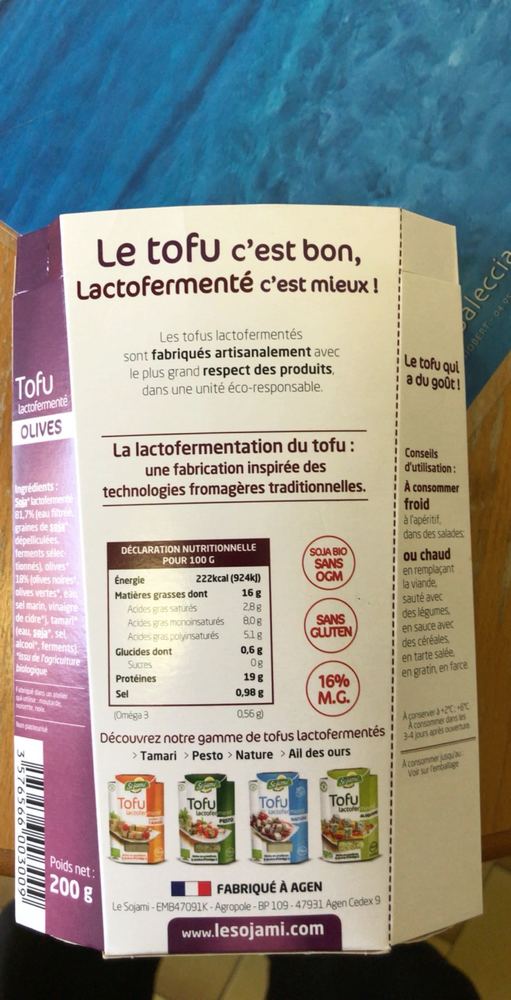 Le tofu c'est bon,
Lactofermenté c'est mieux !
Les tofus lactofermentés
sont fabriqués artisanalement avec
le plus grand respect des produits,
dans une unité éco-responsable.
La lactofermentation du tofu :
une fabrication inspirée des
technologies fromagères traditionnelles.
DÉCLARATION NUTRITIONNELLE
POUR 100 G
Énergie 222kcal (924kJ)
Matières grasses dont 16 g
Acides gras saturés 2,8 g
Acides gras monoinsaturés 8,0 g
Acides gras polyinsaturés 5,1 g
Glucides dont 0,6 g
Sucres 0 g
Protéines 19 g
Sel 0,98 g
(Oméga 3 0,56 g)
SOJA BIO
SANS
OGM
SANS
GLUTEN
16%
M.G.
Découvrez notre gamme de tofus lactofermentés
> Tamari > Pesto > Nature > Ail des ours
Tofu
Tofu
PESTO
Tofu
Tofu
FABRIQUÉ À AGEN
Le Sojami - EMB47091K - Agropole - BP 109 - 47931 Agen Cedex 9
www.lesojami.com
Tofu
lactofermenté
OLIVES
Ingrédients :
Soja* lactofermenté
81,7% (eau filtrée,
graines de soja*
dépelliculées,
ferments sélec-
tionnés), olives*
18% (olives noires*,
olives vertes*, eau,
sel marin, vinaigre
de cidre*), tamari*
(eau, soja*, sel,
alcool*, ferments).
*issu de l'agriculture
biologique
Fabriqué dans un atelier
qui utilise : moutarde,
noisette, noix.
Non pasteurisé
3 576566 003009
Poids net :
200 g
Le tofu qui
a du goût !
Conseils
d'utilisation :
À consommer
froid
à l'apéritif,
dans des salades;
ou chaud
en remplaçant
la viande,
sauté avec
des légumes,
en sauce avec
des céréales,
en tarte salée,
en gratin, en farce.
À conserver à +2°C; +6°C
À consommer dans les
3-4 jours après ouverture.
À consommer jusqu'au :
Voir sur l'emballage
aleccia